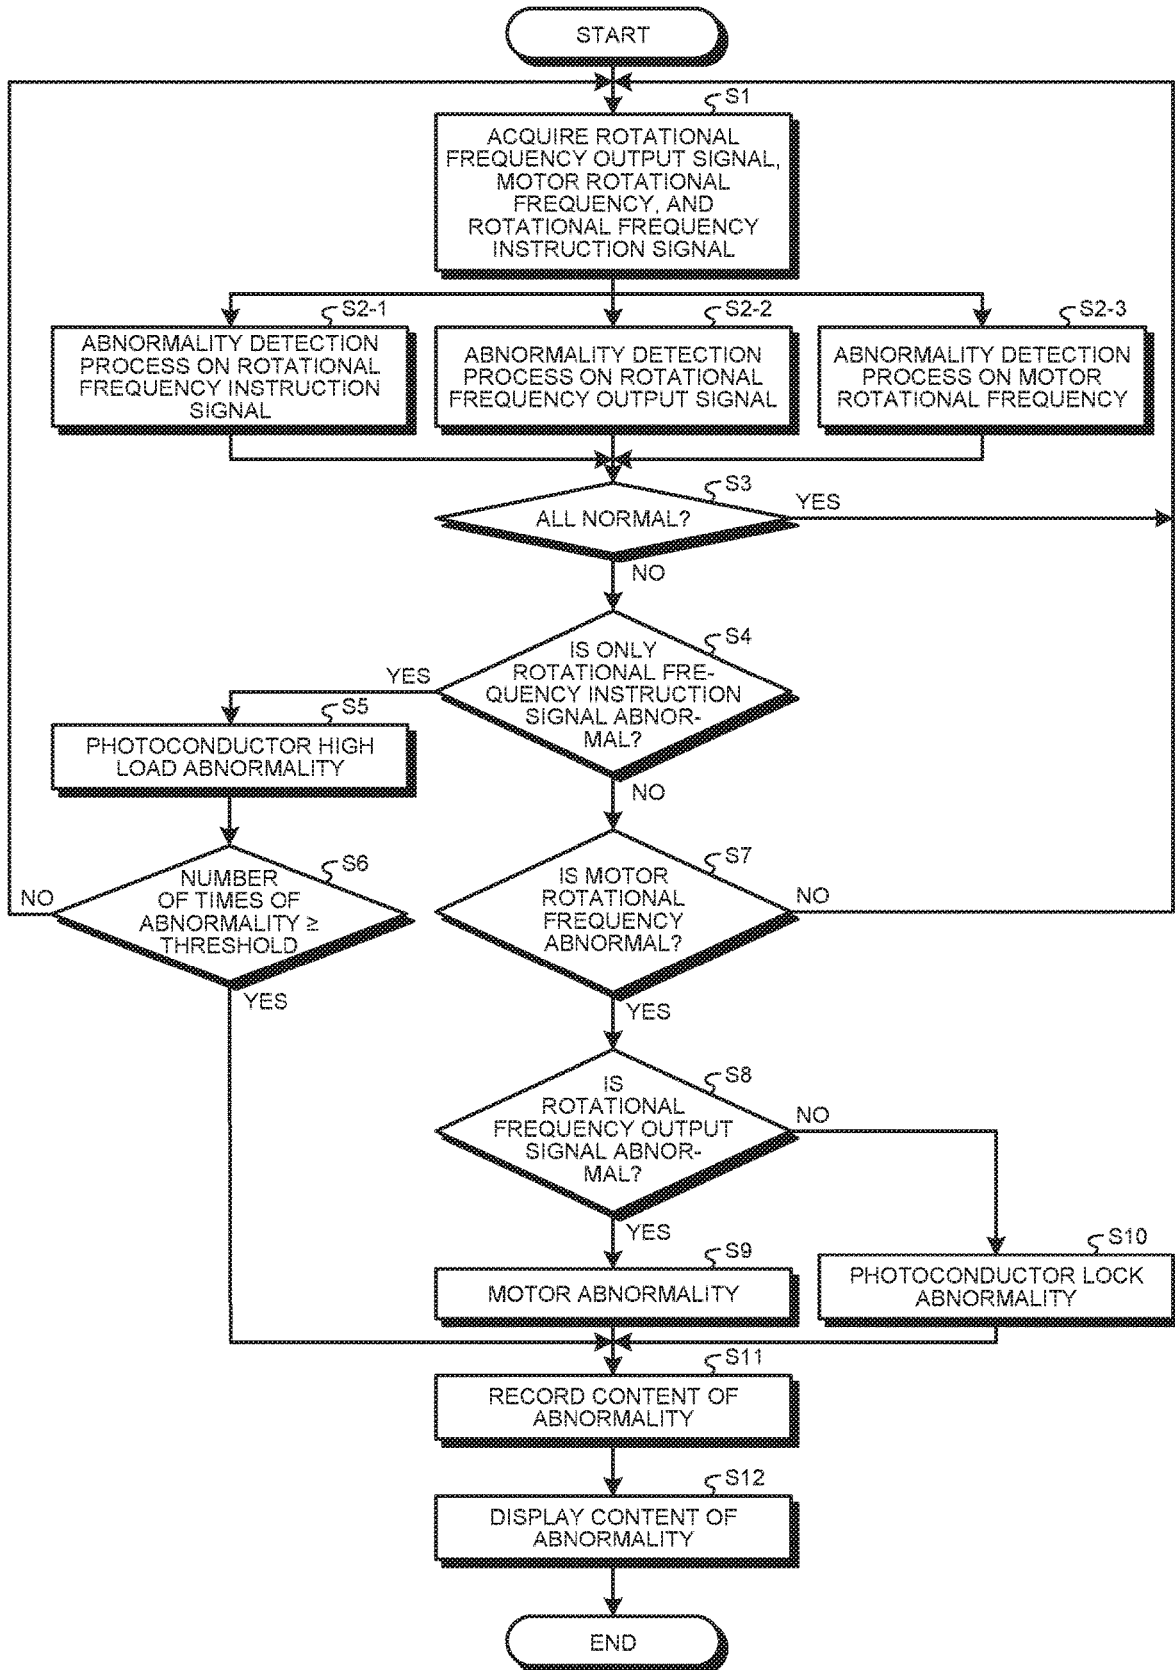 START
S1
ACQUIRE ROTATIONAL
FREQUENCY OUTPUT SIGNAL,
MOTOR ROTATIONAL
FREQUENCY, AND
ROTATIONAL FREQUENCY
INSTRUCTION SIGNAL
S2-1
ABNORMALITY DETECTION
PROCESS ON ROTATIONAL
FREQUENCY INSTRUCTION
SIGNAL
S2-2
ABNORMALITY DETECTION
PROCESS ON ROTATIONAL
FREQUENCY OUTPUT SIGNAL
S2-3
ABNORMALITY DETECTION
PROCESS ON MOTOR
ROTATIONAL FREQUENCY
S3
ALL NORMAL?
YES
NO
S4
IS ONLY
ROTATIONAL FRE-
QUENCY INSTRUCTION
SIGNAL ABNOR-
MAL?
YES
NO
S5
PHOTOCONDUCTOR HIGH
LOAD ABNORMALITY
S6
NUMBER
OF TIMES OF
ABNORMALITY ≥
THRESHOLD
NO
YES
S7
IS MOTOR
ROTATIONAL
FREQUENCY
ABNORMAL?
NO
YES
S8
IS
ROTATIONAL
FREQUENCY OUTPUT
SIGNAL ABNOR-
MAL?
NO
YES
S9
MOTOR ABNORMALITY
S10
PHOTOCONDUCTOR LOCK
ABNORMALITY
S11
RECORD CONTENT OF
ABNORMALITY
S12
DISPLAY CONTENT OF
ABNORMALITY
END